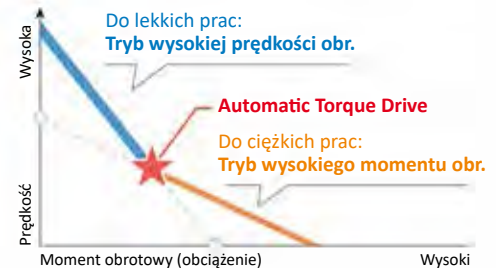 Do lekkich prac:
Tryb wysokiej prędkości obr.
Wysoka
Automatic Torque Drive
Do ciężkich prac:
Tryb wysokiego momentu obr.
Prędkość
Moment obrotowy (obciążenie)
Wysoki